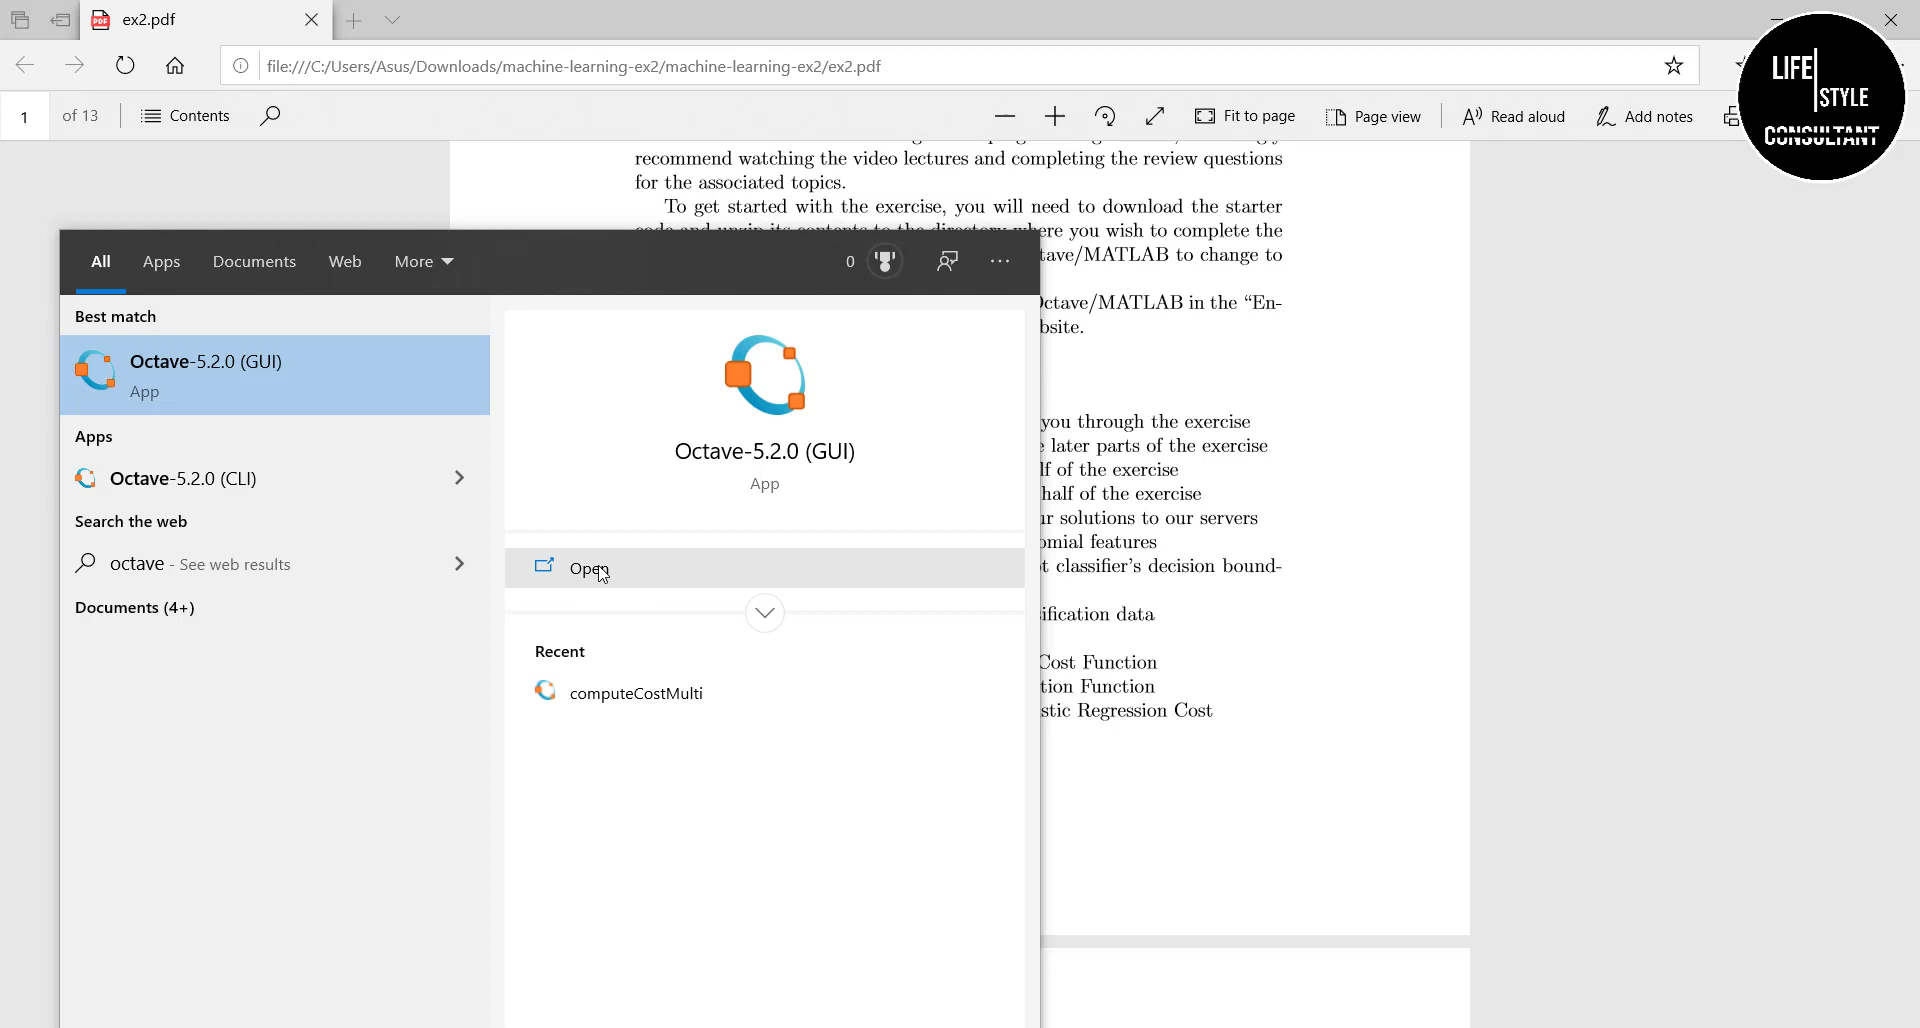 ex2.pdf
file:///C:/Users/Asus/Downloads/machine-learning-ex2/machine-learning-ex2/ex2.pdf
1 of 13 Contents Fit to page Page view Read aloud Add notes
LIFE
STYLE
CONSULTANT
recommend watching the video lectures and completing the review questions
for the associated topics.
To get started with the exercise, you will need to download the starter
ere you wish to complete the
tave/MATLAB to change to
Octave/MATLAB in the “En-
bsite.
you through the exercise
later parts of the exercise
lf of the exercise
half of the exercise
ur solutions to our servers
omial features
t classifier’s decision bound-
ification data
Cost Function
tion Function
stic Regression Cost
All Apps Documents Web More 0 ...
Best match
Octave-5.2.0 (GUI)
App
Apps
Octave-5.2.0 (CLI)
Search the web
octave - See web results
Documents (4+)
Octave-5.2.0 (GUI)
App
Open
Recent
computeCostMulti